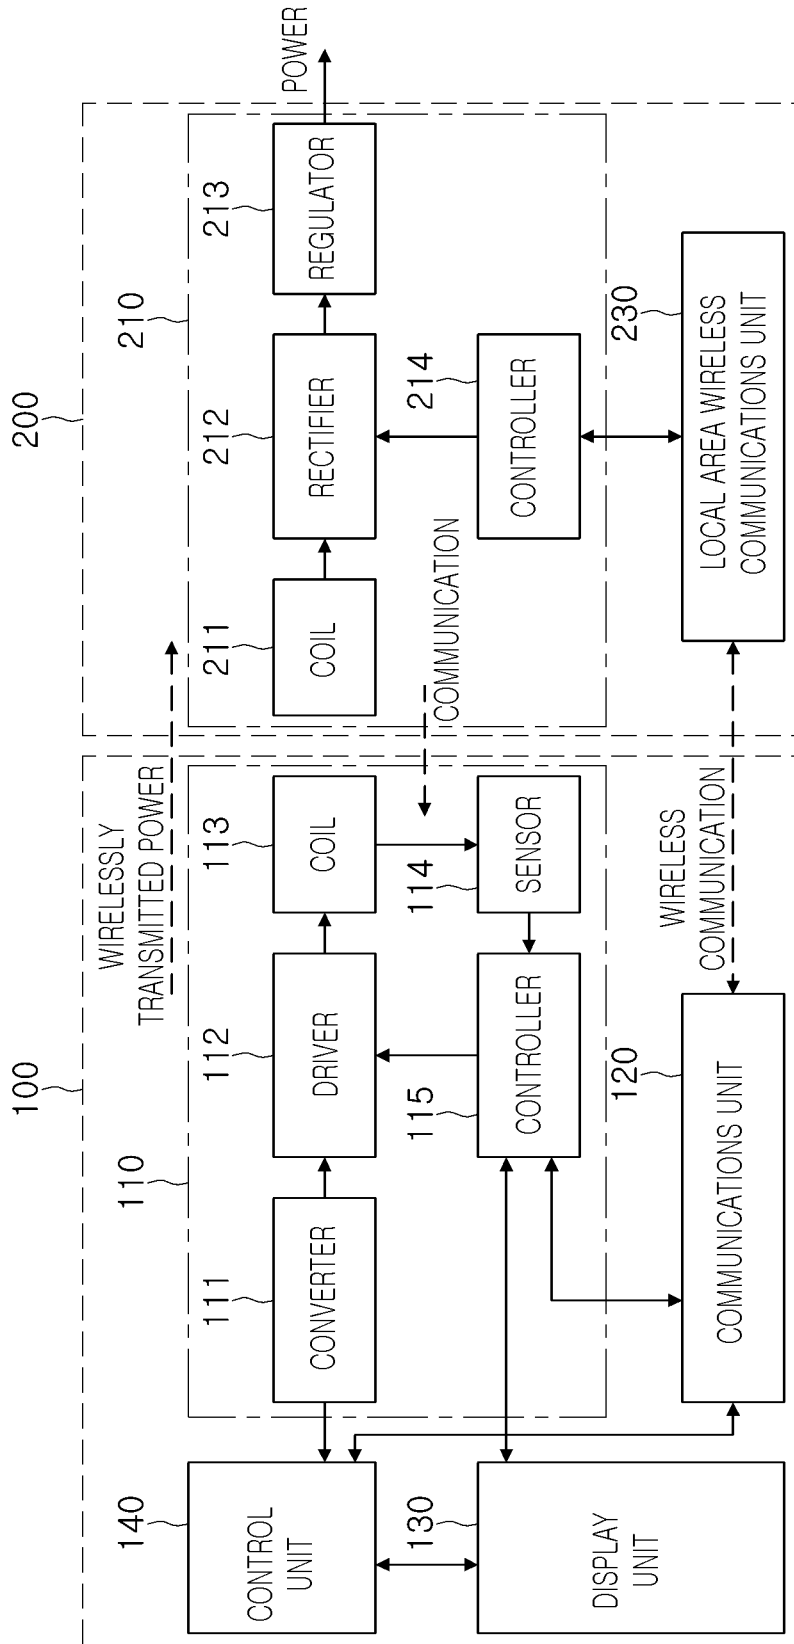 100
200
WIRELESSLY
TRANSMITTED POWER
110
210
POWER
140
CONTROL
UNIT
111
CONVERTER
112
DRIVER
113
COIL
211
COIL
212
RECTIFIER
213
REGULATOR
COMMUNICATION
130
DISPLAY
UNIT
115
CONTROLLER
114
SENSOR
214
CONTROLLER
WIRELESS
COMMUNICATION
120
COMMUNICATIONS UNIT
230
LOCAL AREA WIRELESS
COMMUNICATIONS UNIT